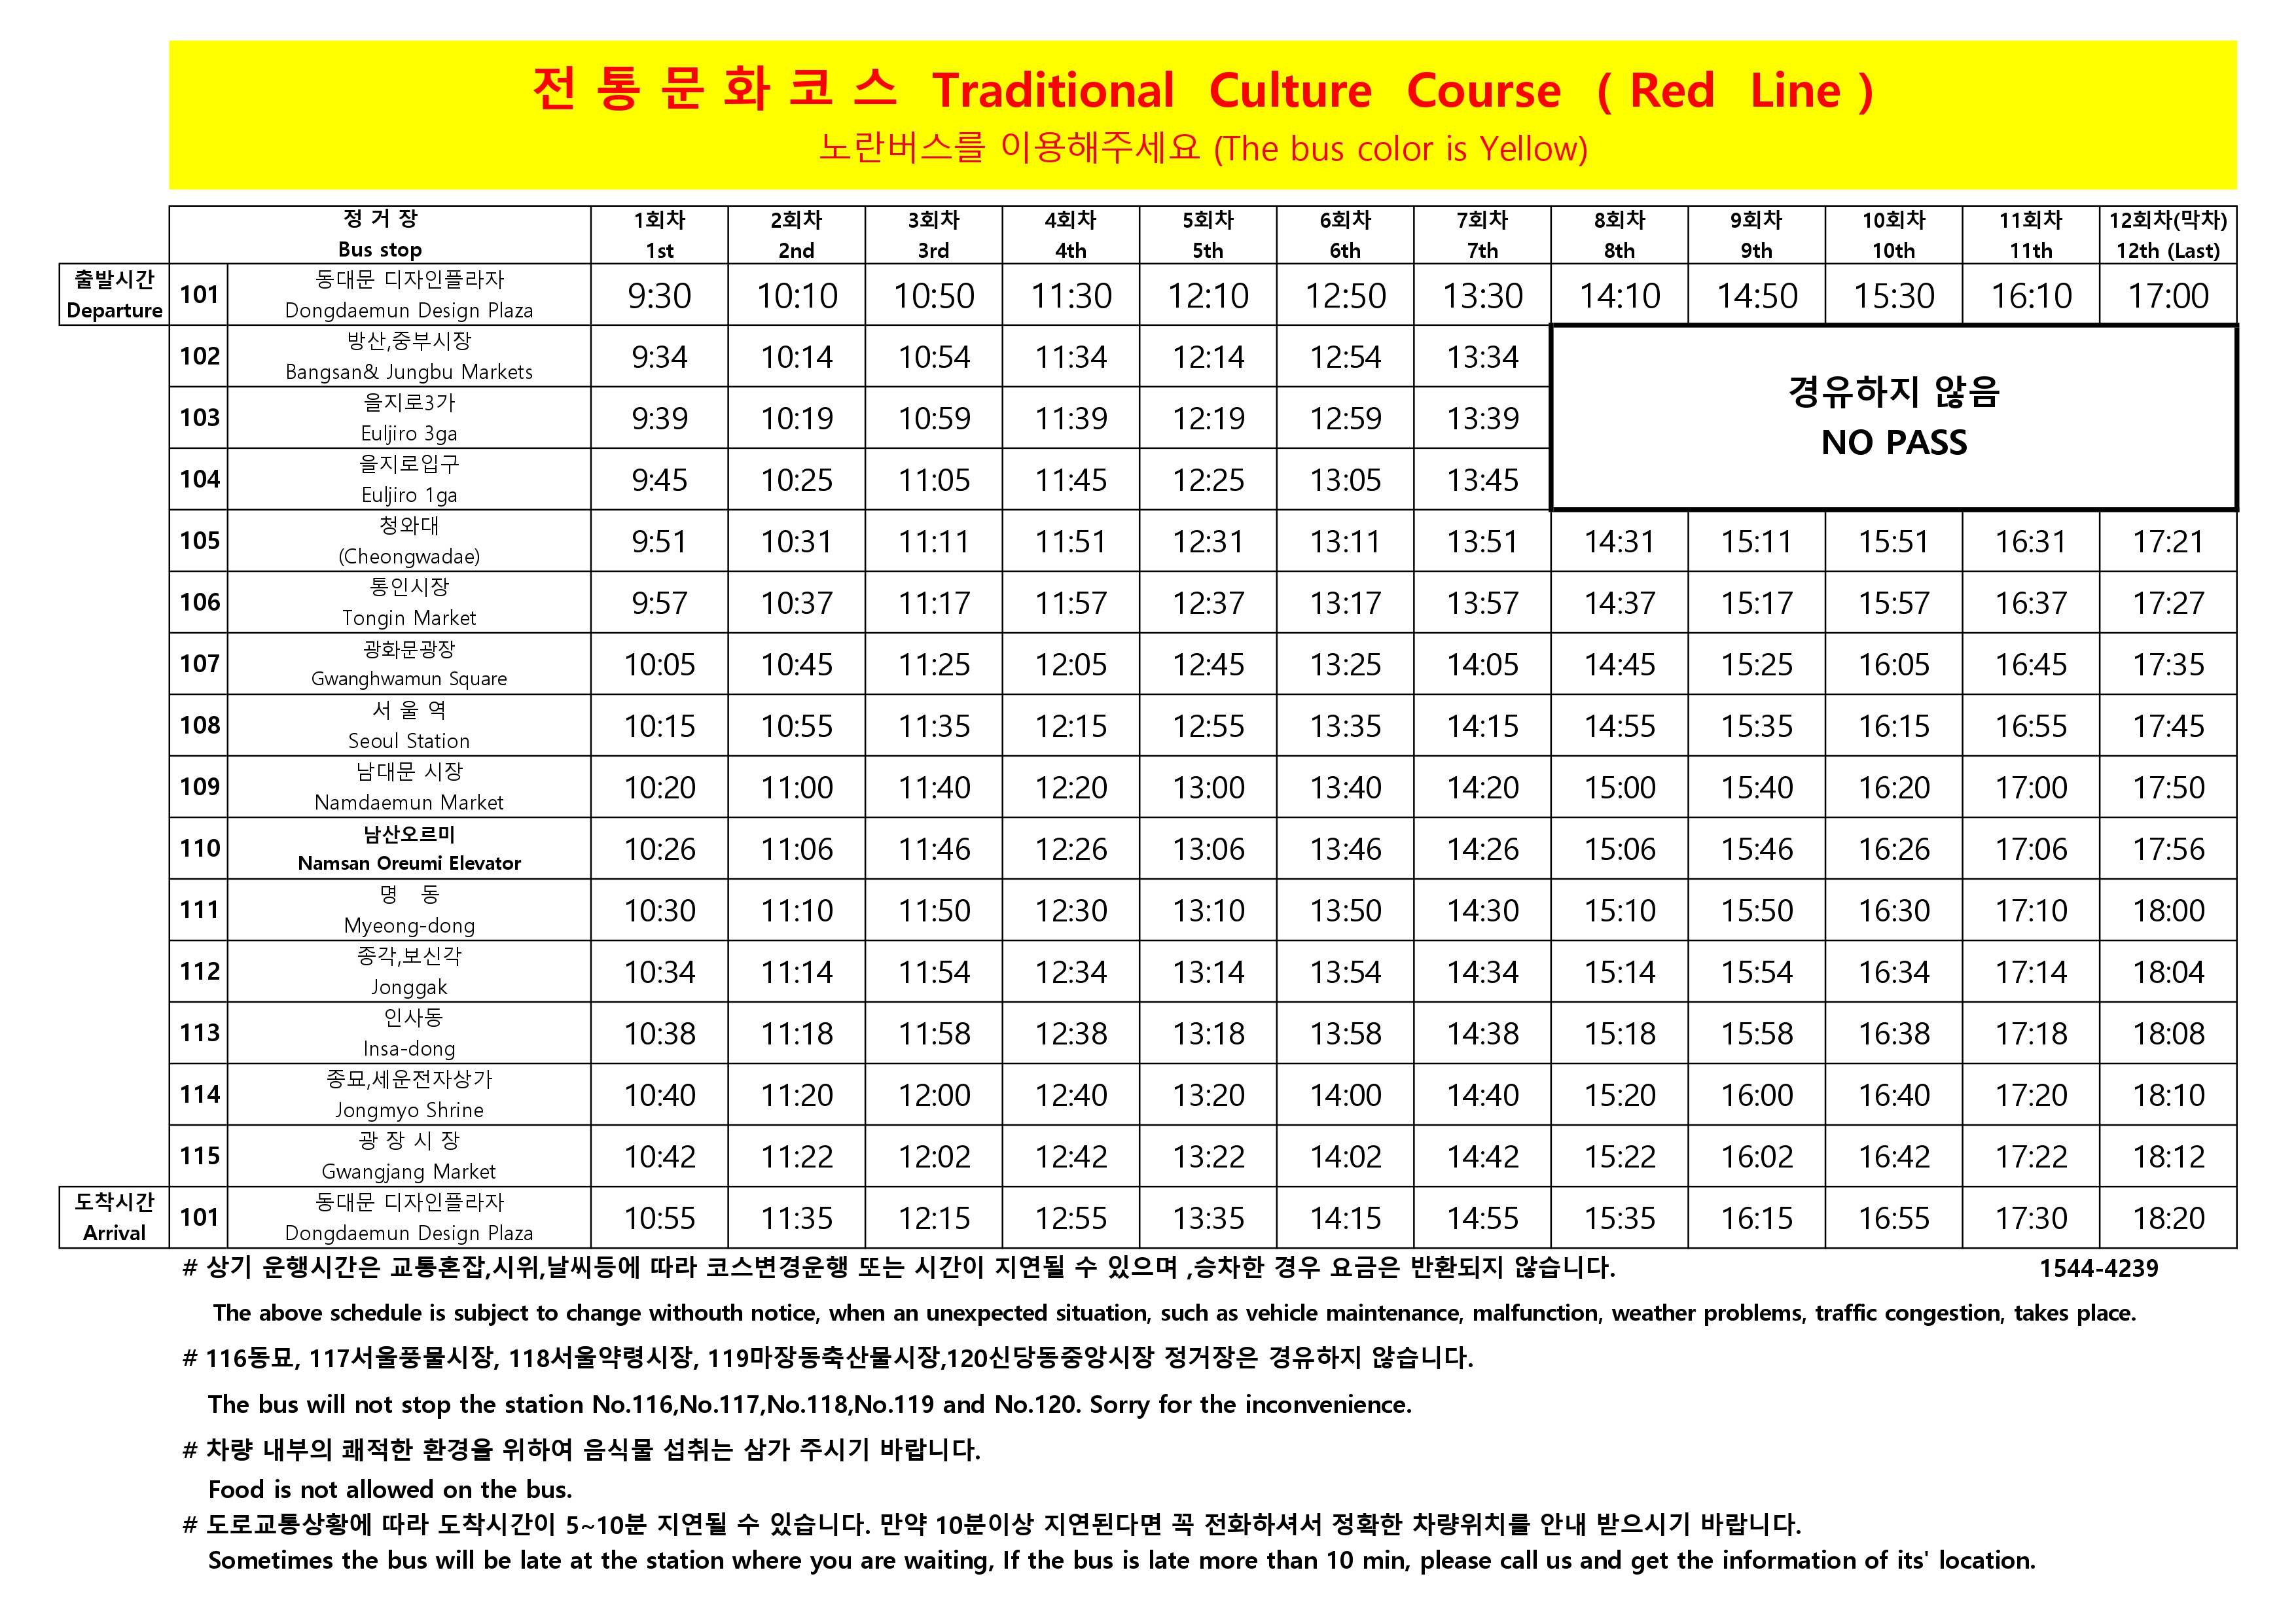 전 통 문 화 코 스 Traditional Culture Course ( Red Line )
노란버스를 이용해주세요 (The bus color is Yellow)
정 거 장 1회차 2회차 3회차 4회차 5회차 6회차 7회차 8회차 9회차 10회차 11회차 12회차(막차)
Bus stop 1st 2nd 3rd 4th 5th 6th 7th 8th 9th 10th 11th 12th (Last)
출발시간 동대문 디자인플라자
Departure 101 Dongdaemun Design Plaza 9:30 10:10 10:50 11:30 12:10 12:50 13:30 14:10 14:50 15:30 16:10 17:00
방산,중부시장
102 Bangsan& Jungbu Markets 9:34 10:14 10:54 11:34 12:14 12:54 13:34
을지로3가
103 Euljiro 3ga 9:39 10:19 10:59 11:39 12:19 12:59 13:39
을지로입구
104 Euljiro 1ga 9:45 10:25 11:05 11:45 12:25 13:05 13:45
경유하지 않음
NO PASS
청와대
105 (Cheongwadae) 9:51 10:31 11:11 11:51 12:31 13:11 13:51 14:31 15:11 15:51 16:31 17:21
통인시장
106 Tongin Market 9:57 10:37 11:17 11:57 12:37 13:17 13:57 14:37 15:17 15:57 16:37 17:27
광화문광장
107 Gwanghwamun Square 10:05 10:45 11:25 12:05 12:45 13:25 14:05 14:45 15:25 16:05 16:45 17:35
서 울 역
108 Seoul Station 10:15 10:55 11:35 12:15 12:55 13:35 14:15 14:55 15:35 16:15 16:55 17:45
남대문 시장
109 Namdaemun Market 10:20 11:00 11:40 12:20 13:00 13:40 14:20 15:00 15:40 16:20 17:00 17:50
남산오르미
110 Namsan Oreumi Elevator 10:26 11:06 11:46 12:26 13:06 13:46 14:26 15:06 15:46 16:26 17:06 17:56
명 동
111 Myeong-dong 10:30 11:10 11:50 12:30 13:10 13:50 14:30 15:10 15:50 16:30 17:10 18:00
종각,보신각
112 Jonggak 10:34 11:14 11:54 12:34 13:14 13:54 14:34 15:14 15:54 16:34 17:14 18:04
인사동
113 Insa-dong 10:38 11:18 11:58 12:38 13:18 13:58 14:38 15:18 15:58 16:38 17:18 18:08
종묘,세운전자상가
114 Jongmyo Shrine 10:40 11:20 12:00 12:40 13:20 14:00 14:40 15:20 16:00 16:40 17:20 18:10
광 장 시 장
115 Gwangjang Market 10:42 11:22 12:02 12:42 13:22 14:02 14:42 15:22 16:02 16:42 17:22 18:12
도착시간 동대문 디자인플라자
Arrival 101 Dongdaemun Design Plaza 10:55 11:35 12:15 12:55 13:35 14:15 14:55 15:35 16:15 16:55 17:30 18:20
# 상기 운행시간은 교통혼잡,시위,날씨등에 따라 코스변경운행 또는 시간이 지연될 수 있으며 ,승차한 경우 요금은 반환되지 않습니다. 1544-4239
The above schedule is subject to change withouth notice, when an unexpected situation, such as vehicle maintenance, malfunction, weather problems, traffic congestion, takes place.
# 116동묘, 117서울풍물시장, 118서울약령시장, 119마장동축산물시장,120신당동중앙시장 정거장은 경유하지 않습니다.
The bus will not stop the station No.116,No.117,No.118,No.119 and No.120. Sorry for the inconvenience.
# 차량 내부의 쾌적한 환경을 위하여 음식물 섭취는 삼가 주시기 바랍니다.
Food is not allowed on the bus.
# 도로교통상황에 따라 도착시간이 5~10분 지연될 수 있습니다. 만약 10분이상 지연된다면 꼭 전화하셔서 정확한 차량위치를 안내 받으시기 바랍니다.
Sometimes the bus will be late at the station where you are waiting, If the bus is late more than 10 min, please call us and get the information of its' location.